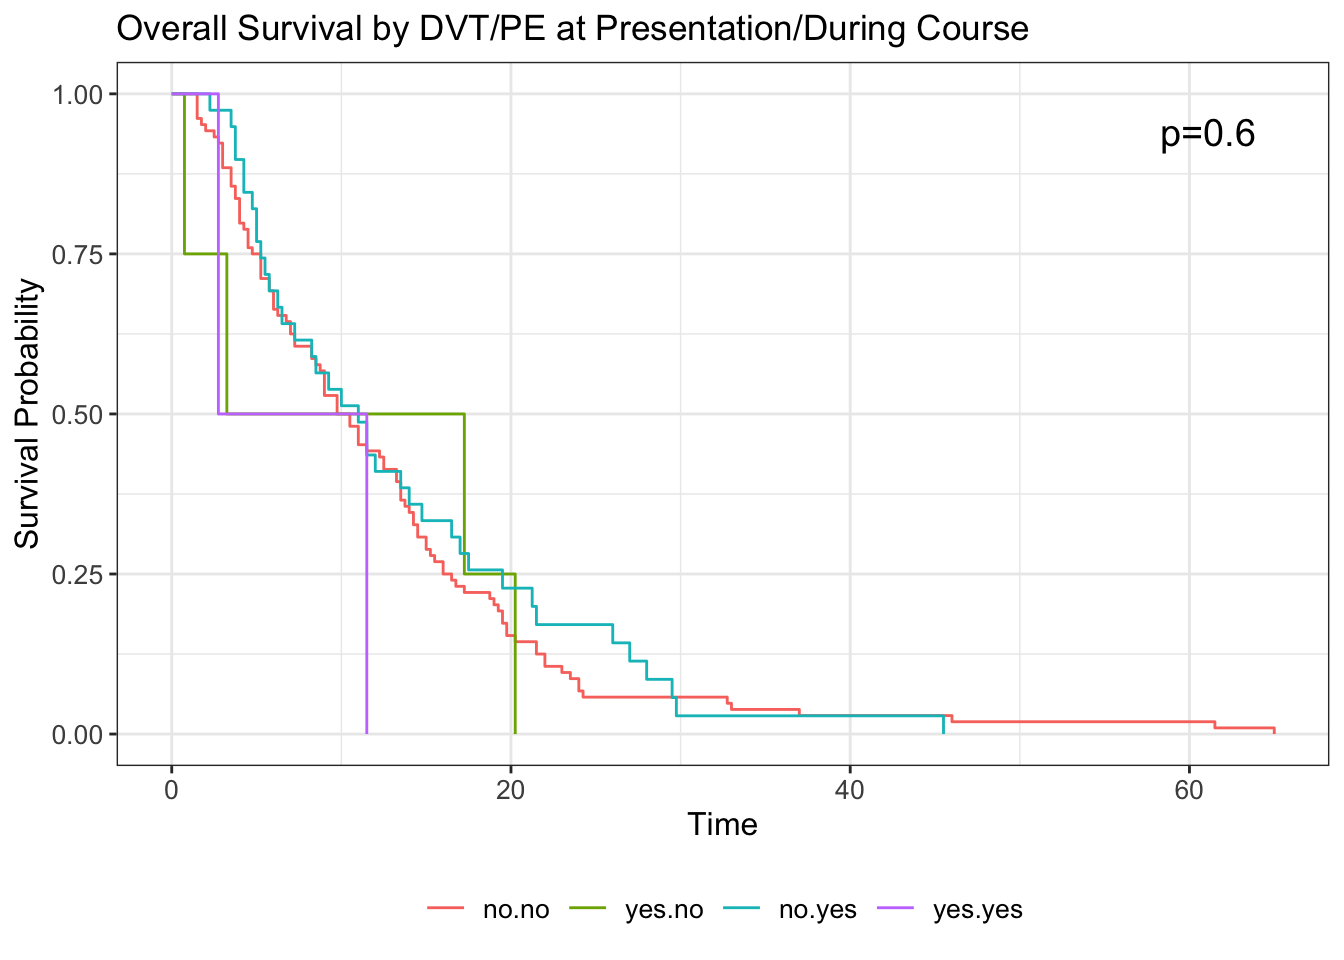 Overall Survival by DVT/PE at Presentation/During Course
1.00
0.75
0.50
0.25
0.00
Survival Probability
p=0.6
0 20 40 60
Time
no.no yes.no no.yes yes.yes